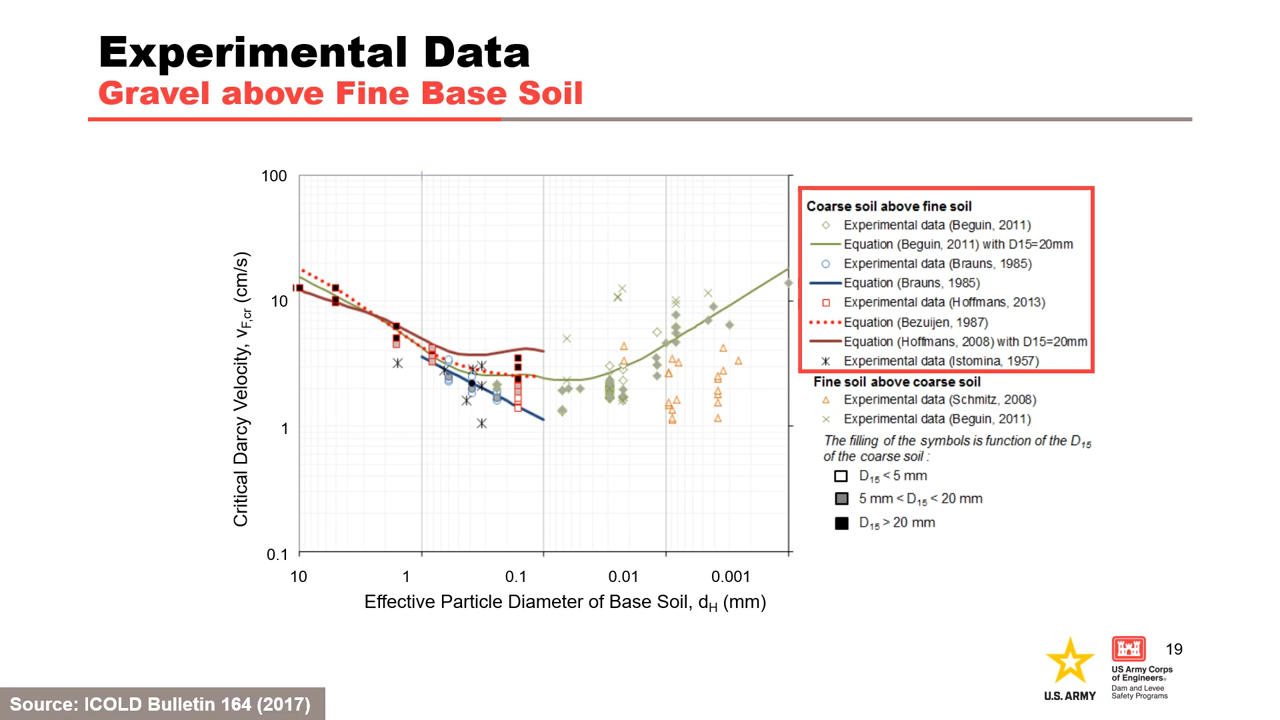 Experimental Data
Gravel above Fine Base Soil
100
10
1
0.1
10
1
0.1
0.01
0.001
Critical Darcy Velocity, vF,cr (cm/s)
Effective Particle Diameter of Base Soil, dH (mm)
Coarse soil above fine soil
Experimental data (Beguin, 2011)
Equation (Beguin, 2011) with D15=20mm
Experimental data (Brauns, 1985)
Equation (Brauns, 1985)
Experimental data (Hoffmans, 2013)
Equation (Bezuijen, 1987)
Equation (Hoffmans, 2008) with D15=20mm
Experimental data (Istomina, 1957)
Fine soil above coarse soil
Experimental data (Schmitz, 2008)
Experimental data (Beguin, 2011)
The filling of the symbols is function of the D15
of the coarse soil :
D15 < 5 mm
5 mm < D15 < 20 mm
D15 > 20 mm
19
U.S. ARMY
US Army Corps
of Engineers®
Dam and Levee
Safety Programs
Source: ICOLD Bulletin 164 (2017)